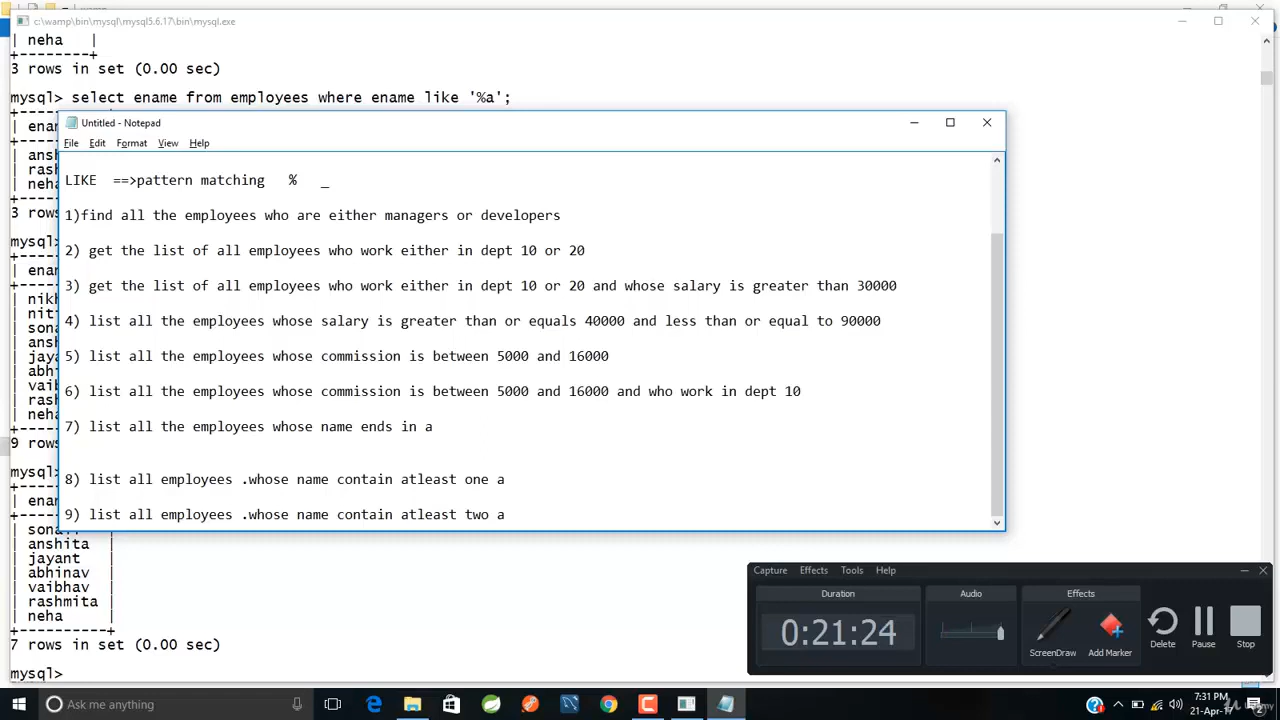 c:\wamp\bin\mysql\mysql5.6.17\bin\mysql.exe
| neha |
+--------+
3 rows in set (0.00 sec)
mysql> select ename from employees where ename like '%a';
Untitled - Notepad
File Edit Format View Help
LIKE ==>pattern matching % _
1)find all the employees who are either managers or developers
2) get the list of all employees who work either in dept 10 or 20
3) get the list of all employees who work either in dept 10 or 20 and whose salary is greater than 30000
4) list all the employees whose salary is greater than or equals 40000 and less than or equal to 90000
5) list all the employees whose commission is between 5000 and 16000
6) list all the employees whose commission is between 5000 and 16000 and who work in dept 10
7) list all the employees whose name ends in a
8) list all employees .whose name contain atleast one a
9) list all employees .whose name contain atleast two a
9 rows
mysql>
| anshita |
| jayant |
| abhinav |
| vaibhav |
| rashmita |
| neha |
+----------+
7 rows in set (0.00 sec)
mysql>
Capture Effects Tools Help
Duration
0:21:24
Audio
Effects
ScreenDraw
Add Marker
Delete
Pause
Stop
Ask me anything
7:31 PM
21-Apr-17